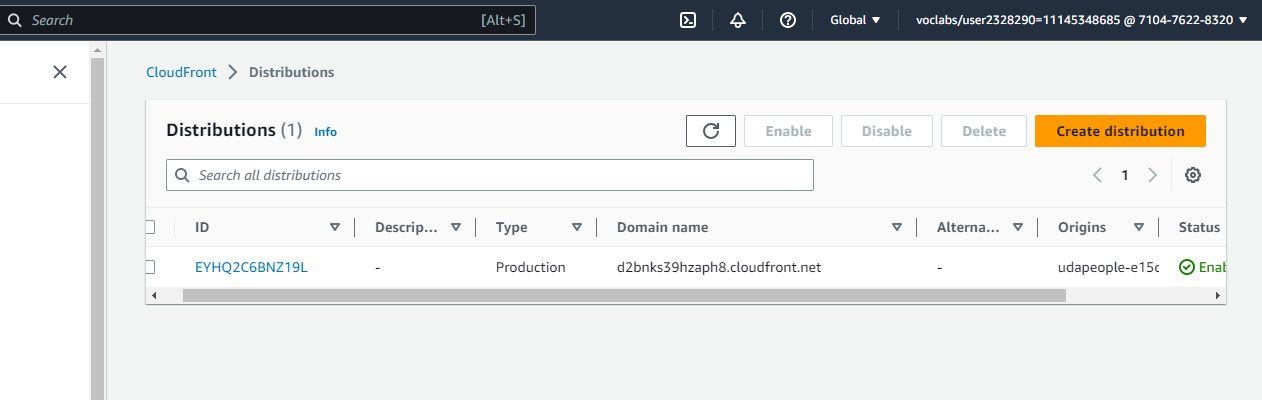 Search [Alt+S] Global voclabs/user2328290=11145348685 @ 7104-7622-8320
CloudFront Distributions
Distributions (1) Info Enable Disable Delete Create distribution
Search all distributions 1
ID Descrip... Type Domain name Alterna... Origins Status
EYHQ2C6BNZ19L - Production d2bnks39hzaph8.cloudfront.net - udapeople-e15c Enab